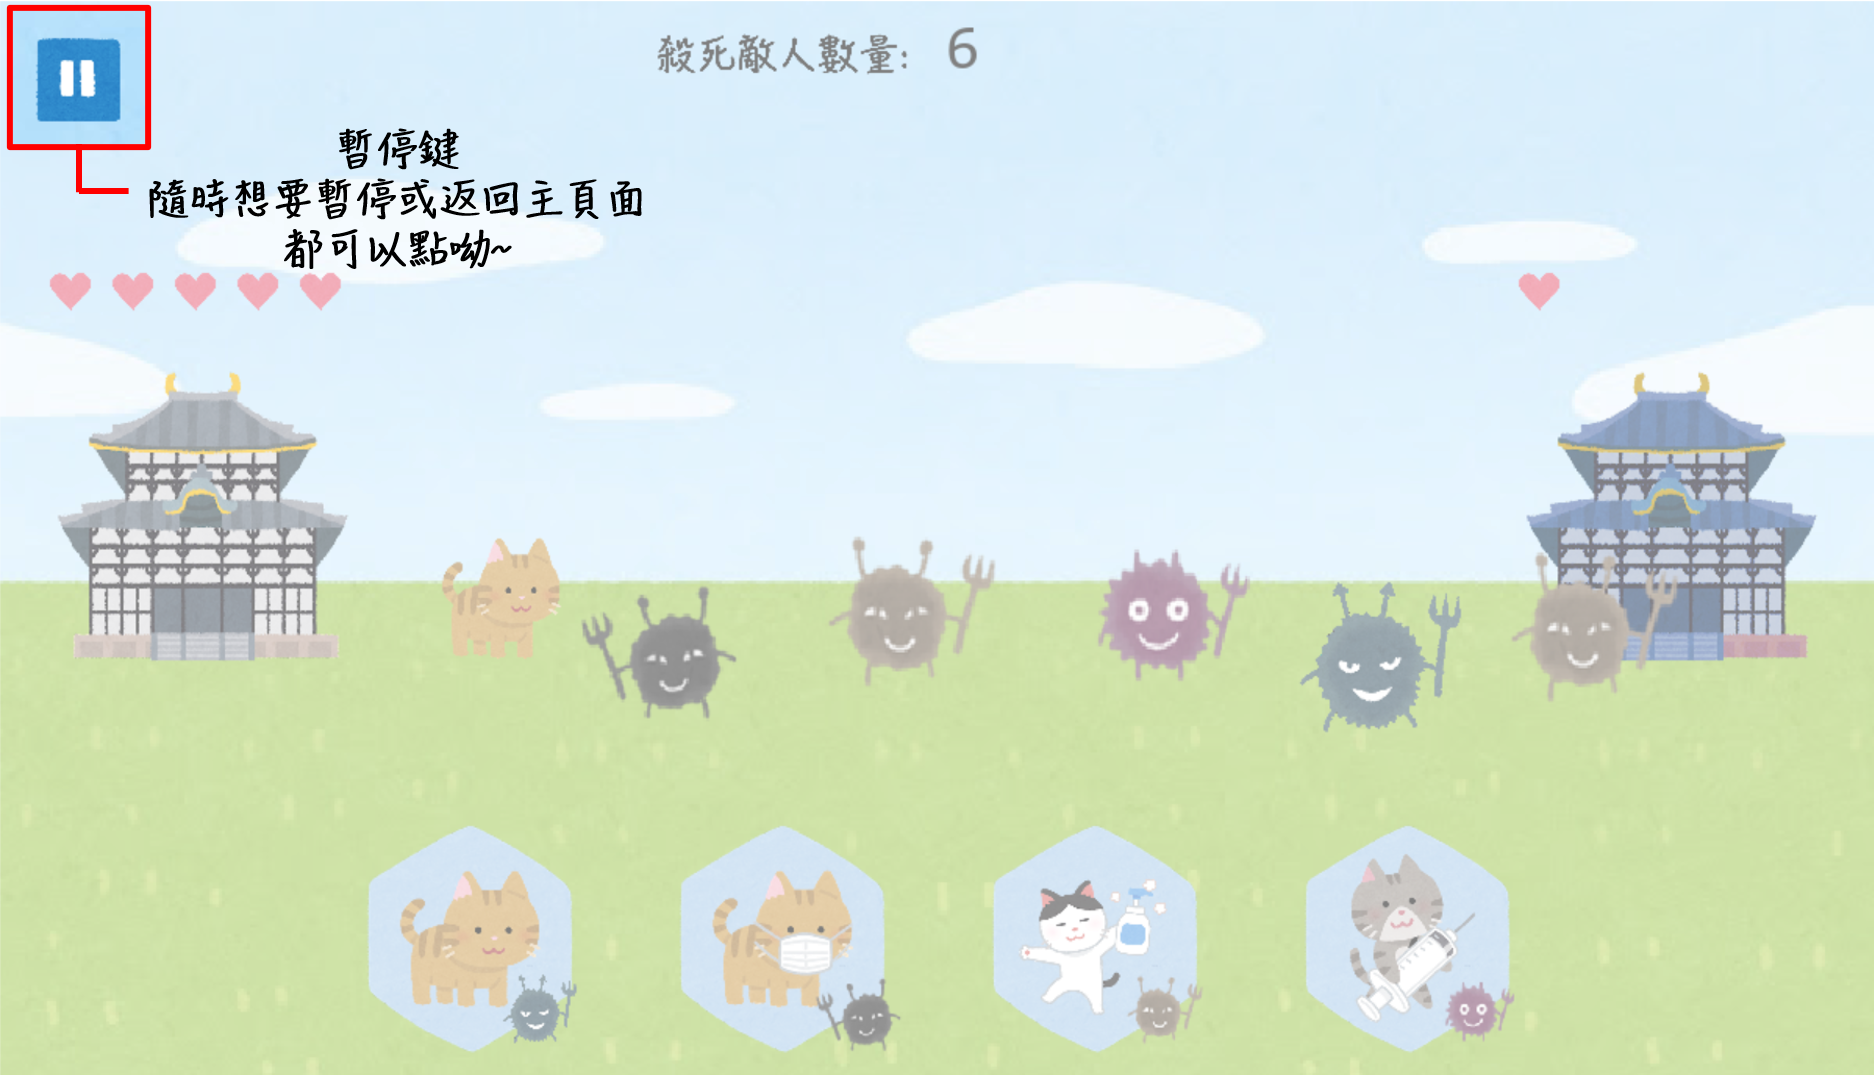 殺死敵人數量: 6
暫停鍵
隨時想要暫停或返回主頁面
都可以點呦~